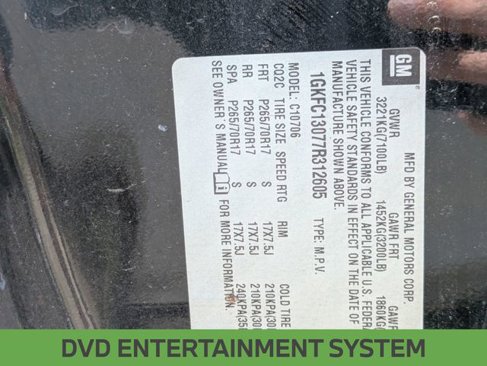 GM
MFD BY GENERAL MOTORS CORP.
GVWR GAWR FRT GAWR
3221KG(7100LB) 1452KG(3200LB) 1860KG
THIS VEHICLE CONFORMS TO ALL APPLICABLE U.S. FEDERA
VEHICLE SAFETY STANDARDS IN EFFECT ON THE DATE O
MANUFACTURE SHOWN ABOVE.
1GKFC13077R312605 TYPE: M.P.V.
MODEL: C10706
CQ2C TIRE SIZE SPEED RTG RIM COLD TIRE
FRT P265/70R17 S 17X7.5J 210KPA(30
RR P265/70R17 S 17X7.5J 210KPA(30
SPA P265/70R17 S 17X7.5J 240KPA(35
SEE OWNER'S MANUAL FOR MORE INFORMATION.
DVD ENTERTAINMENT SYSTEM